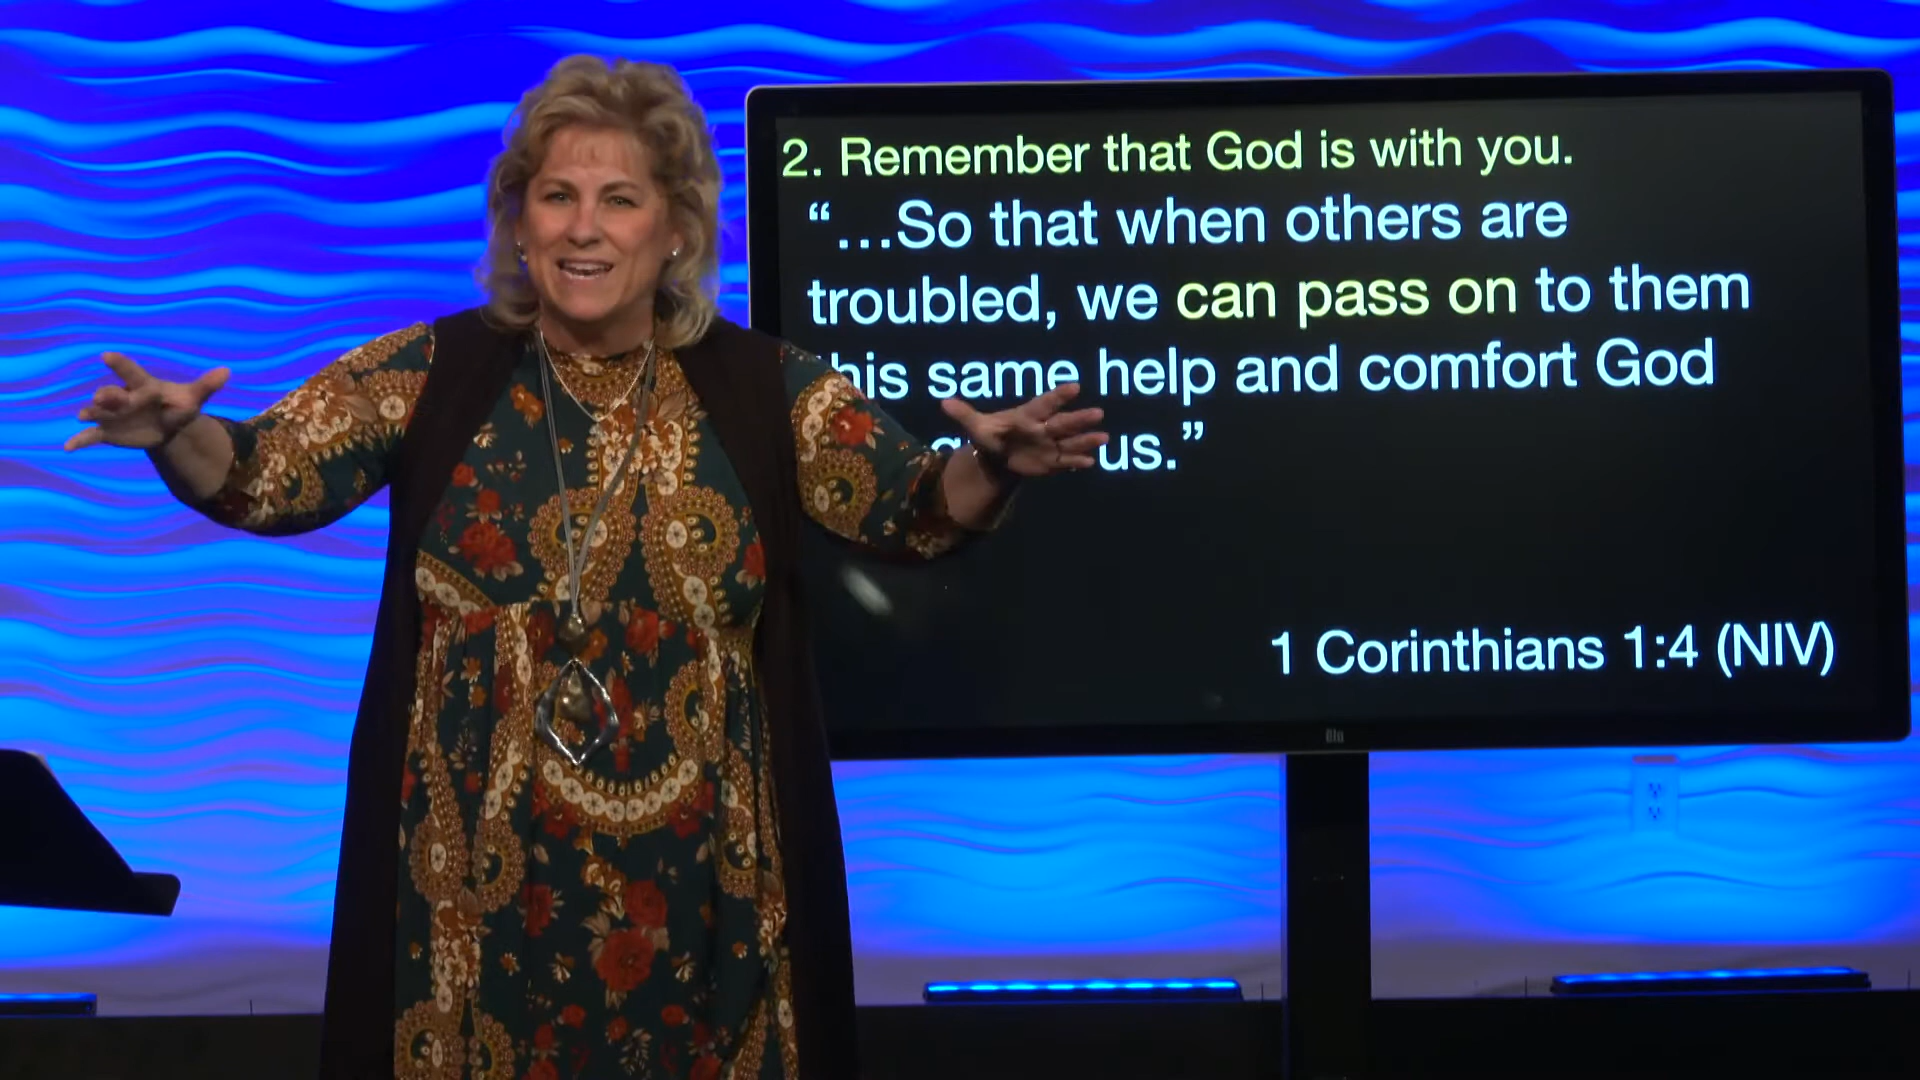 2. Remember that God is with you.
“…So that when others are
troubled, we can pass on to them
his same help and comfort God
us.”
1 Corinthians 1:4 (NIV)
elo